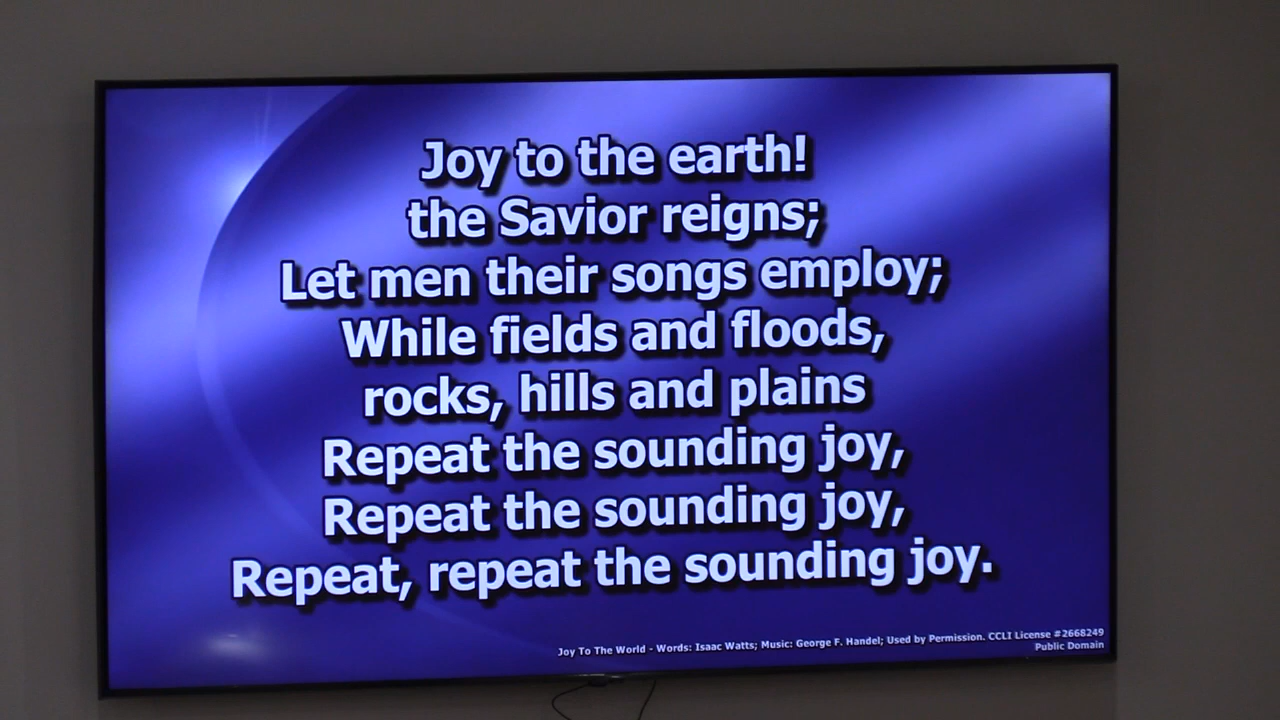 Joy to the earth!
the Savior reigns;
Let men their songs employ;
While fields and floods,
rocks, hills and plains
Repeat the sounding joy,
Repeat the sounding joy,
Repeat, repeat the sounding joy.
Joy To The World - Words: Isaac Watts; Music: George F. Handel; Used by Permission. CCLI License #2668249
Public Domain